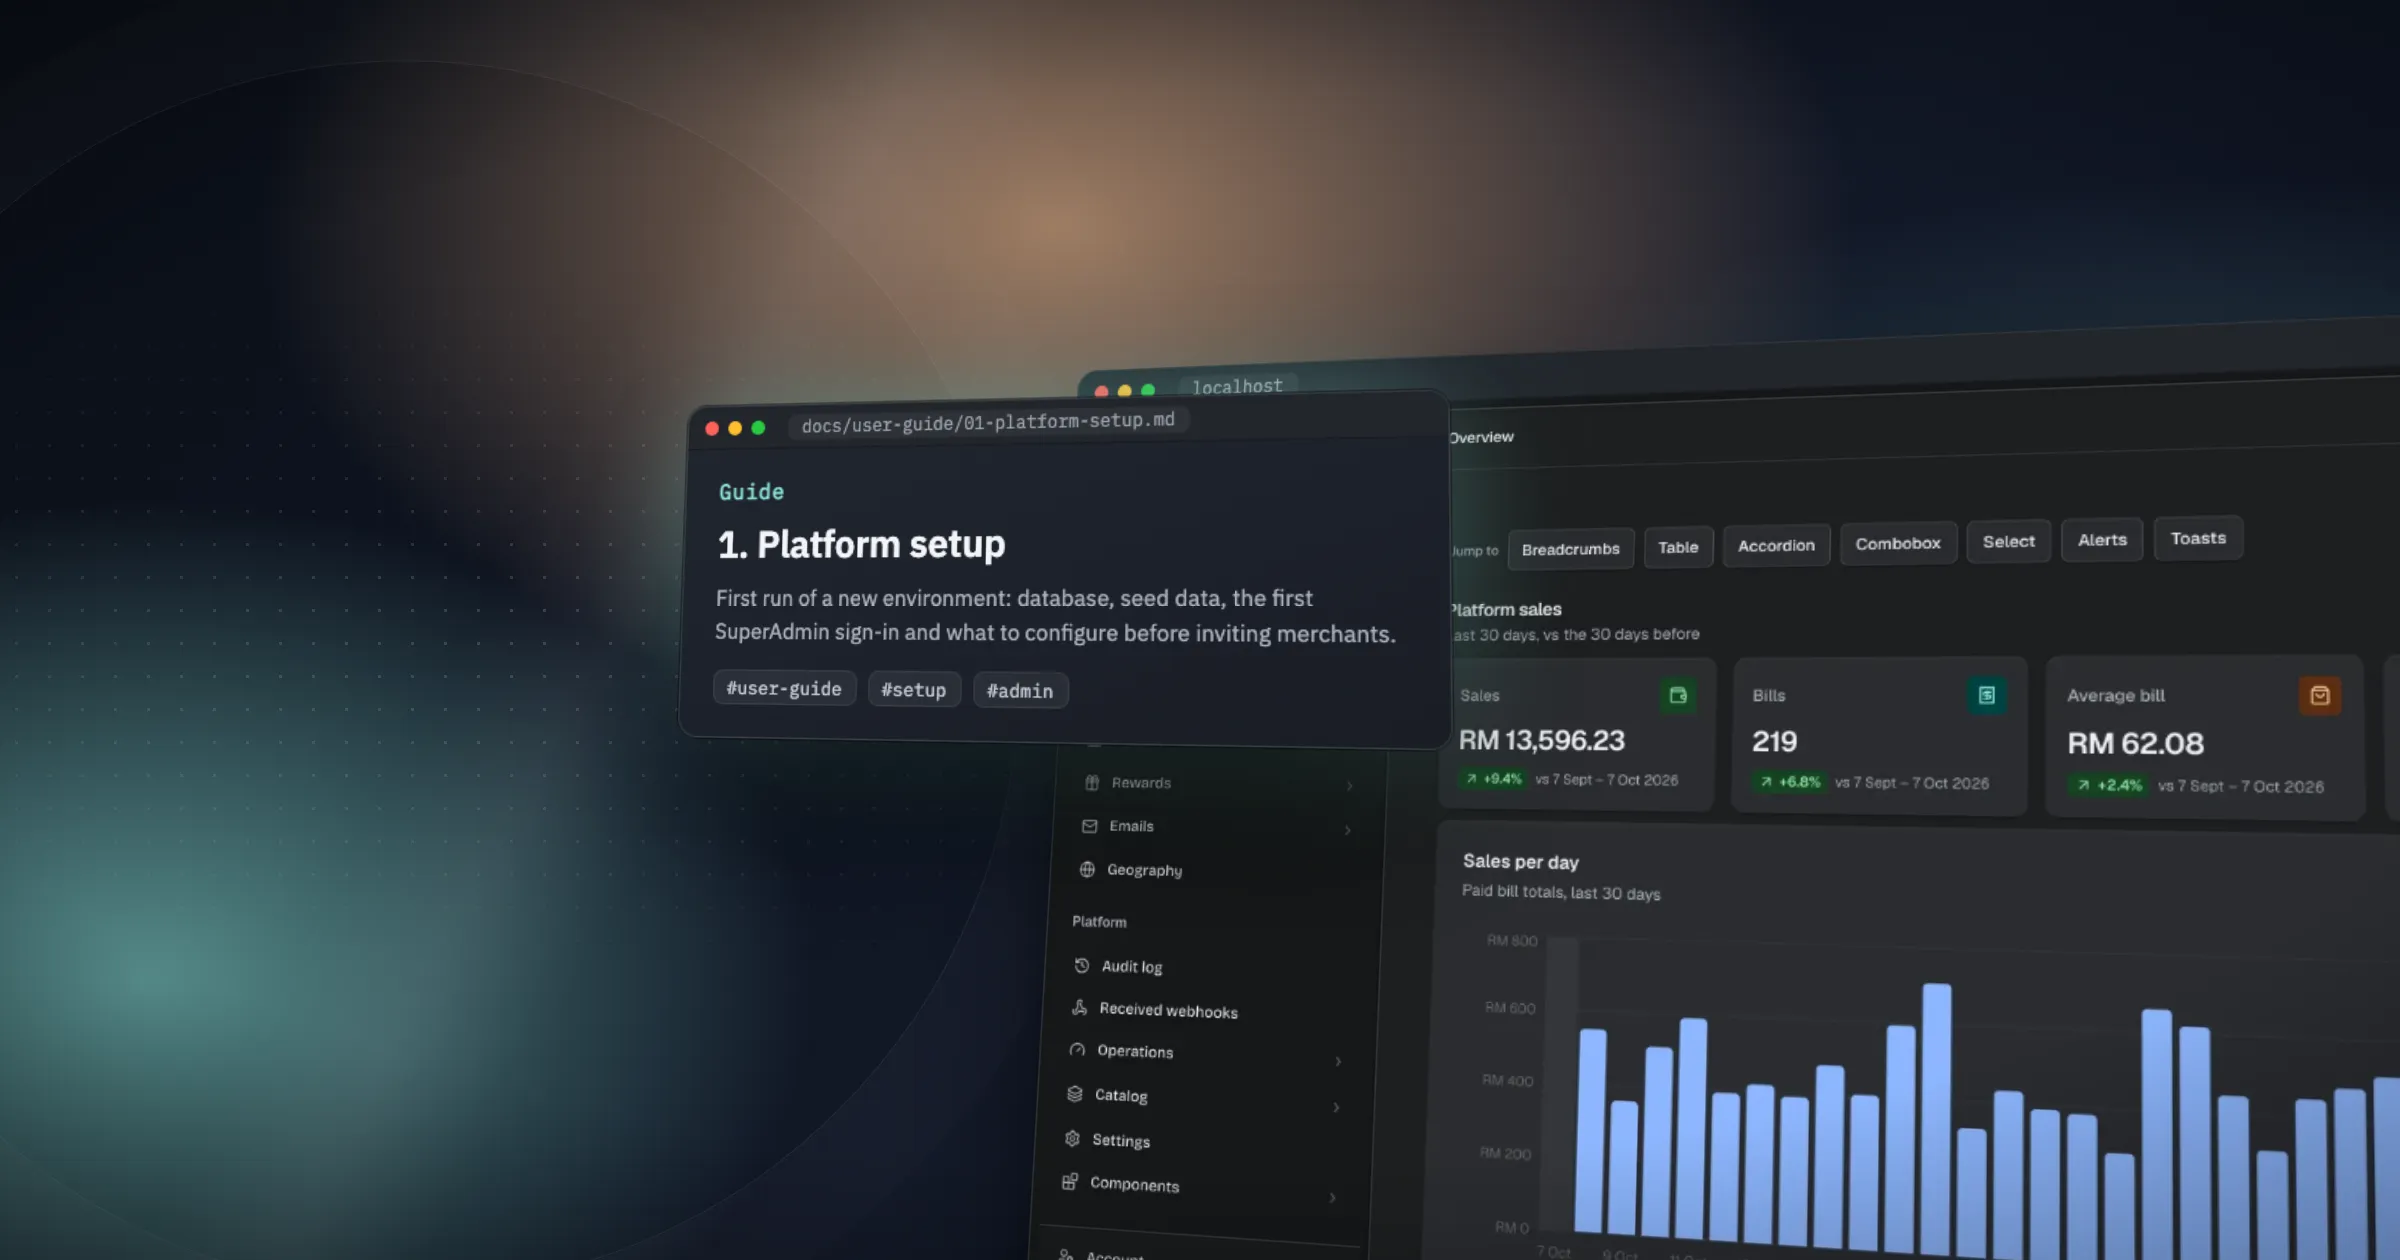 localhost
docs/user-guide/01-platform-setup.md
Guide
1. Platform setup
First run of a new environment: database, seed data, the first
SuperAdmin sign-in and what to configure before inviting merchants.
#user-guide #setup #admin
Overview
Jump to Breadcrumbs Table Accordion Combobox Select Alerts Toasts
Platform sales
last 30 days, vs the 30 days before
Sales
RM 13,596.23
+9.4% vs 7 Sept – 7 Oct 2026
Bills
219
+6.8% vs 7 Sept – 7 Oct 2026
Average bill
RM 62.08
+2.4% vs 7 Sept – 7 Oct 2026
Rewards
Emails
Geography
Platform
Audit log
Received webhooks
Operations
Catalog
Settings
Components
Account
Sales per day
Paid bill totals, last 30 days
RM 800
RM 600
RM 400
RM 200
RM 0
7 Oct 9 Oct